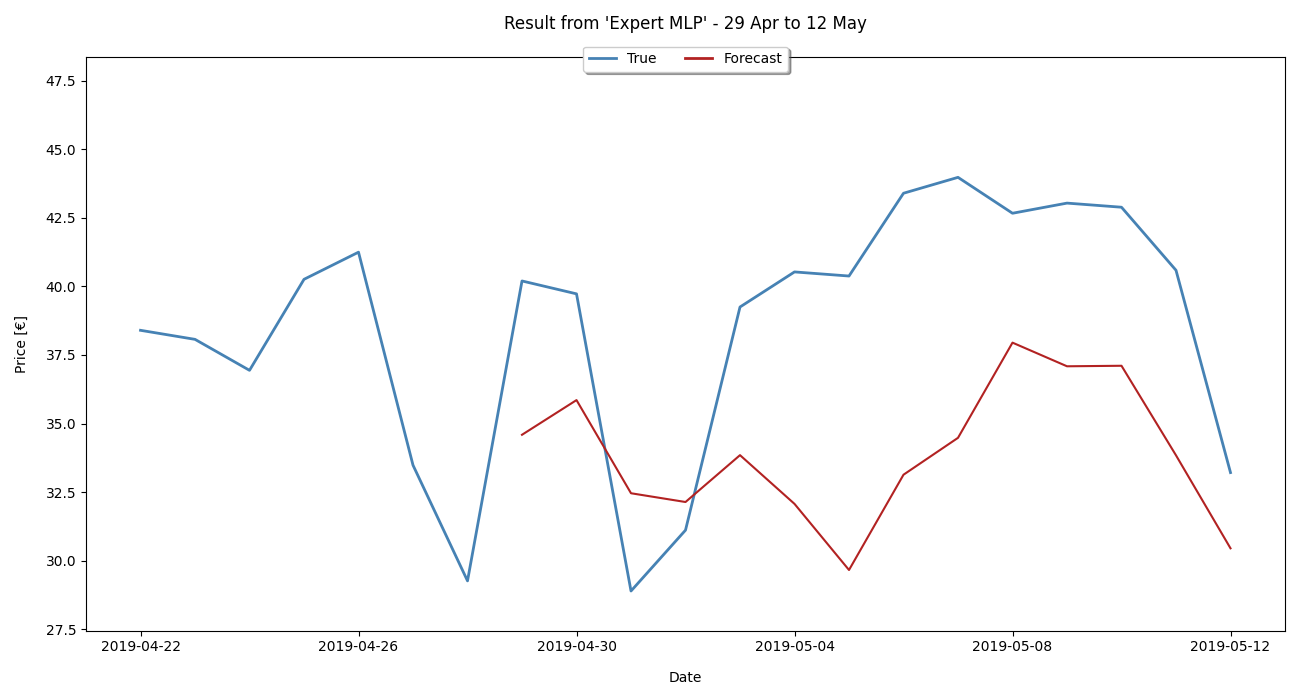 Result from 'Expert MLP' - 29 Apr to 12 May
True Forecast
47.5
45.0
42.5
40.0
37.5
35.0
32.5
30.0
27.5
Price [€]
2019-04-22 2019-04-26 2019-04-30 2019-05-04 2019-05-08 2019-05-12
Date